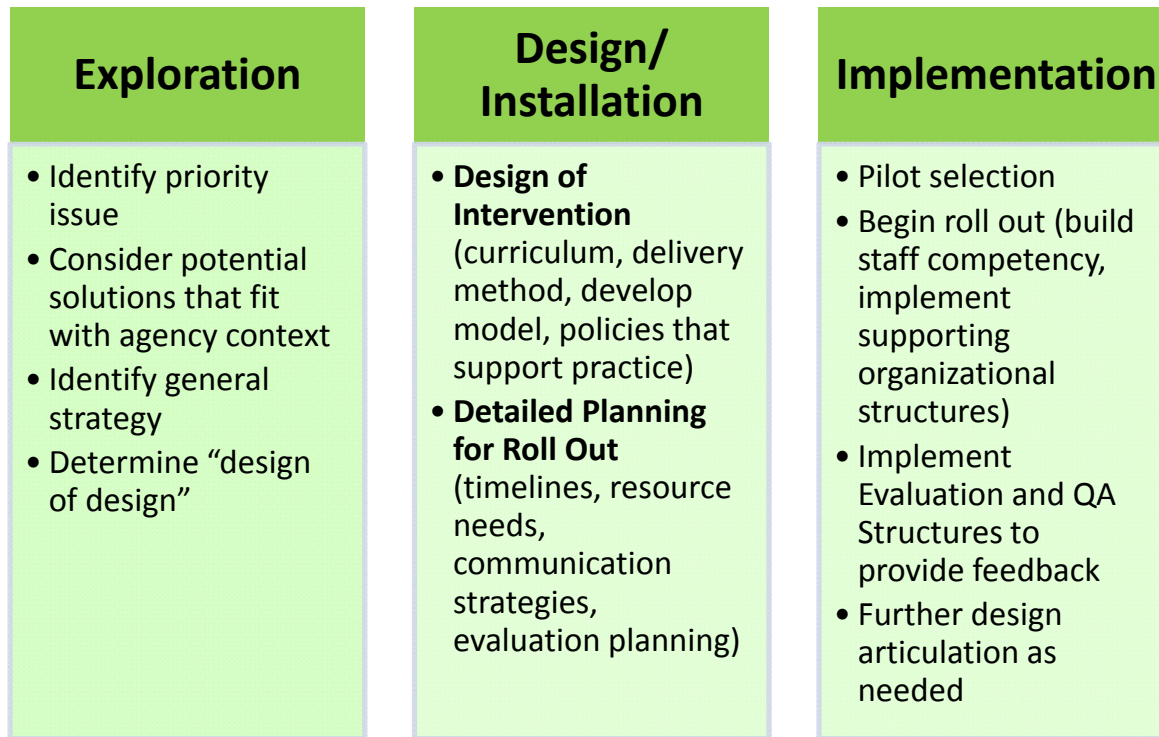 Exploration
• Identify priority
issue
• Consider potential
solutions that fit
with agency context
• Identify general
strategy
• Determine “design
of design”
Design/
Installation
• Design of
Intervention
(curriculum, delivery
method, develop
model, policies that
support practice)
• Detailed Planning
for Roll Out
(timelines, resource
needs,
communication
strategies,
evaluation planning)
Implementation
• Pilot selection
• Begin roll out (build
staff competency,
implement
supporting
organizational
structures)
• Implement
Evaluation and QA
Structures to
provide feedback
• Further design
articulation as
needed